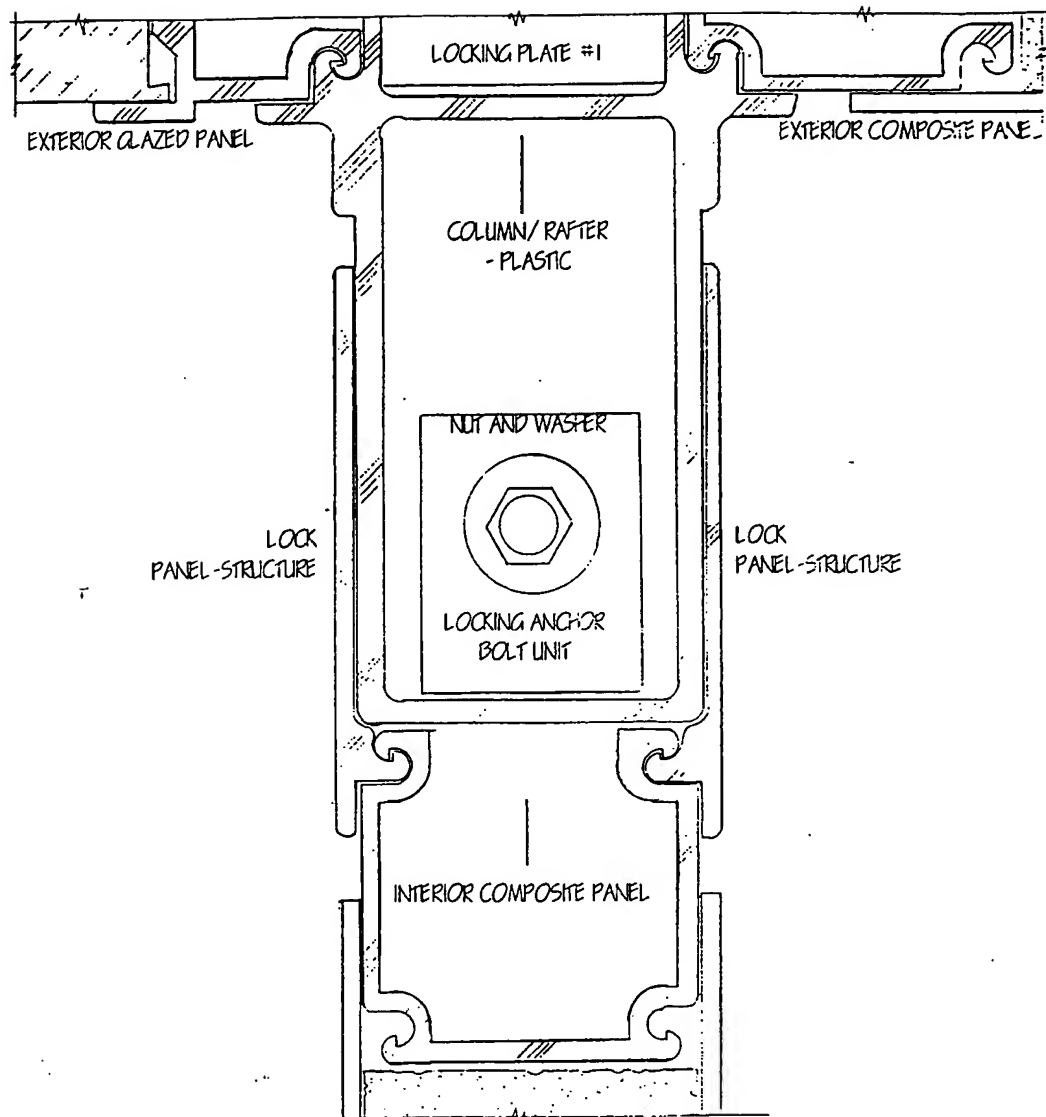 LOCKING PLATE #1
EXTERIOR GLAZED PANEL
EXTERIOR COMPOSITE PANEL
COLUMN/RAFTER
-PLASTIC
NUT AND WASHER
LOCK
PANEL-STRUCTURE
LOCK
PANEL-STRUCTURE
LOCKING ANCHOR
BOLT UNIT
INTERIOR COMPOSITE PANEL